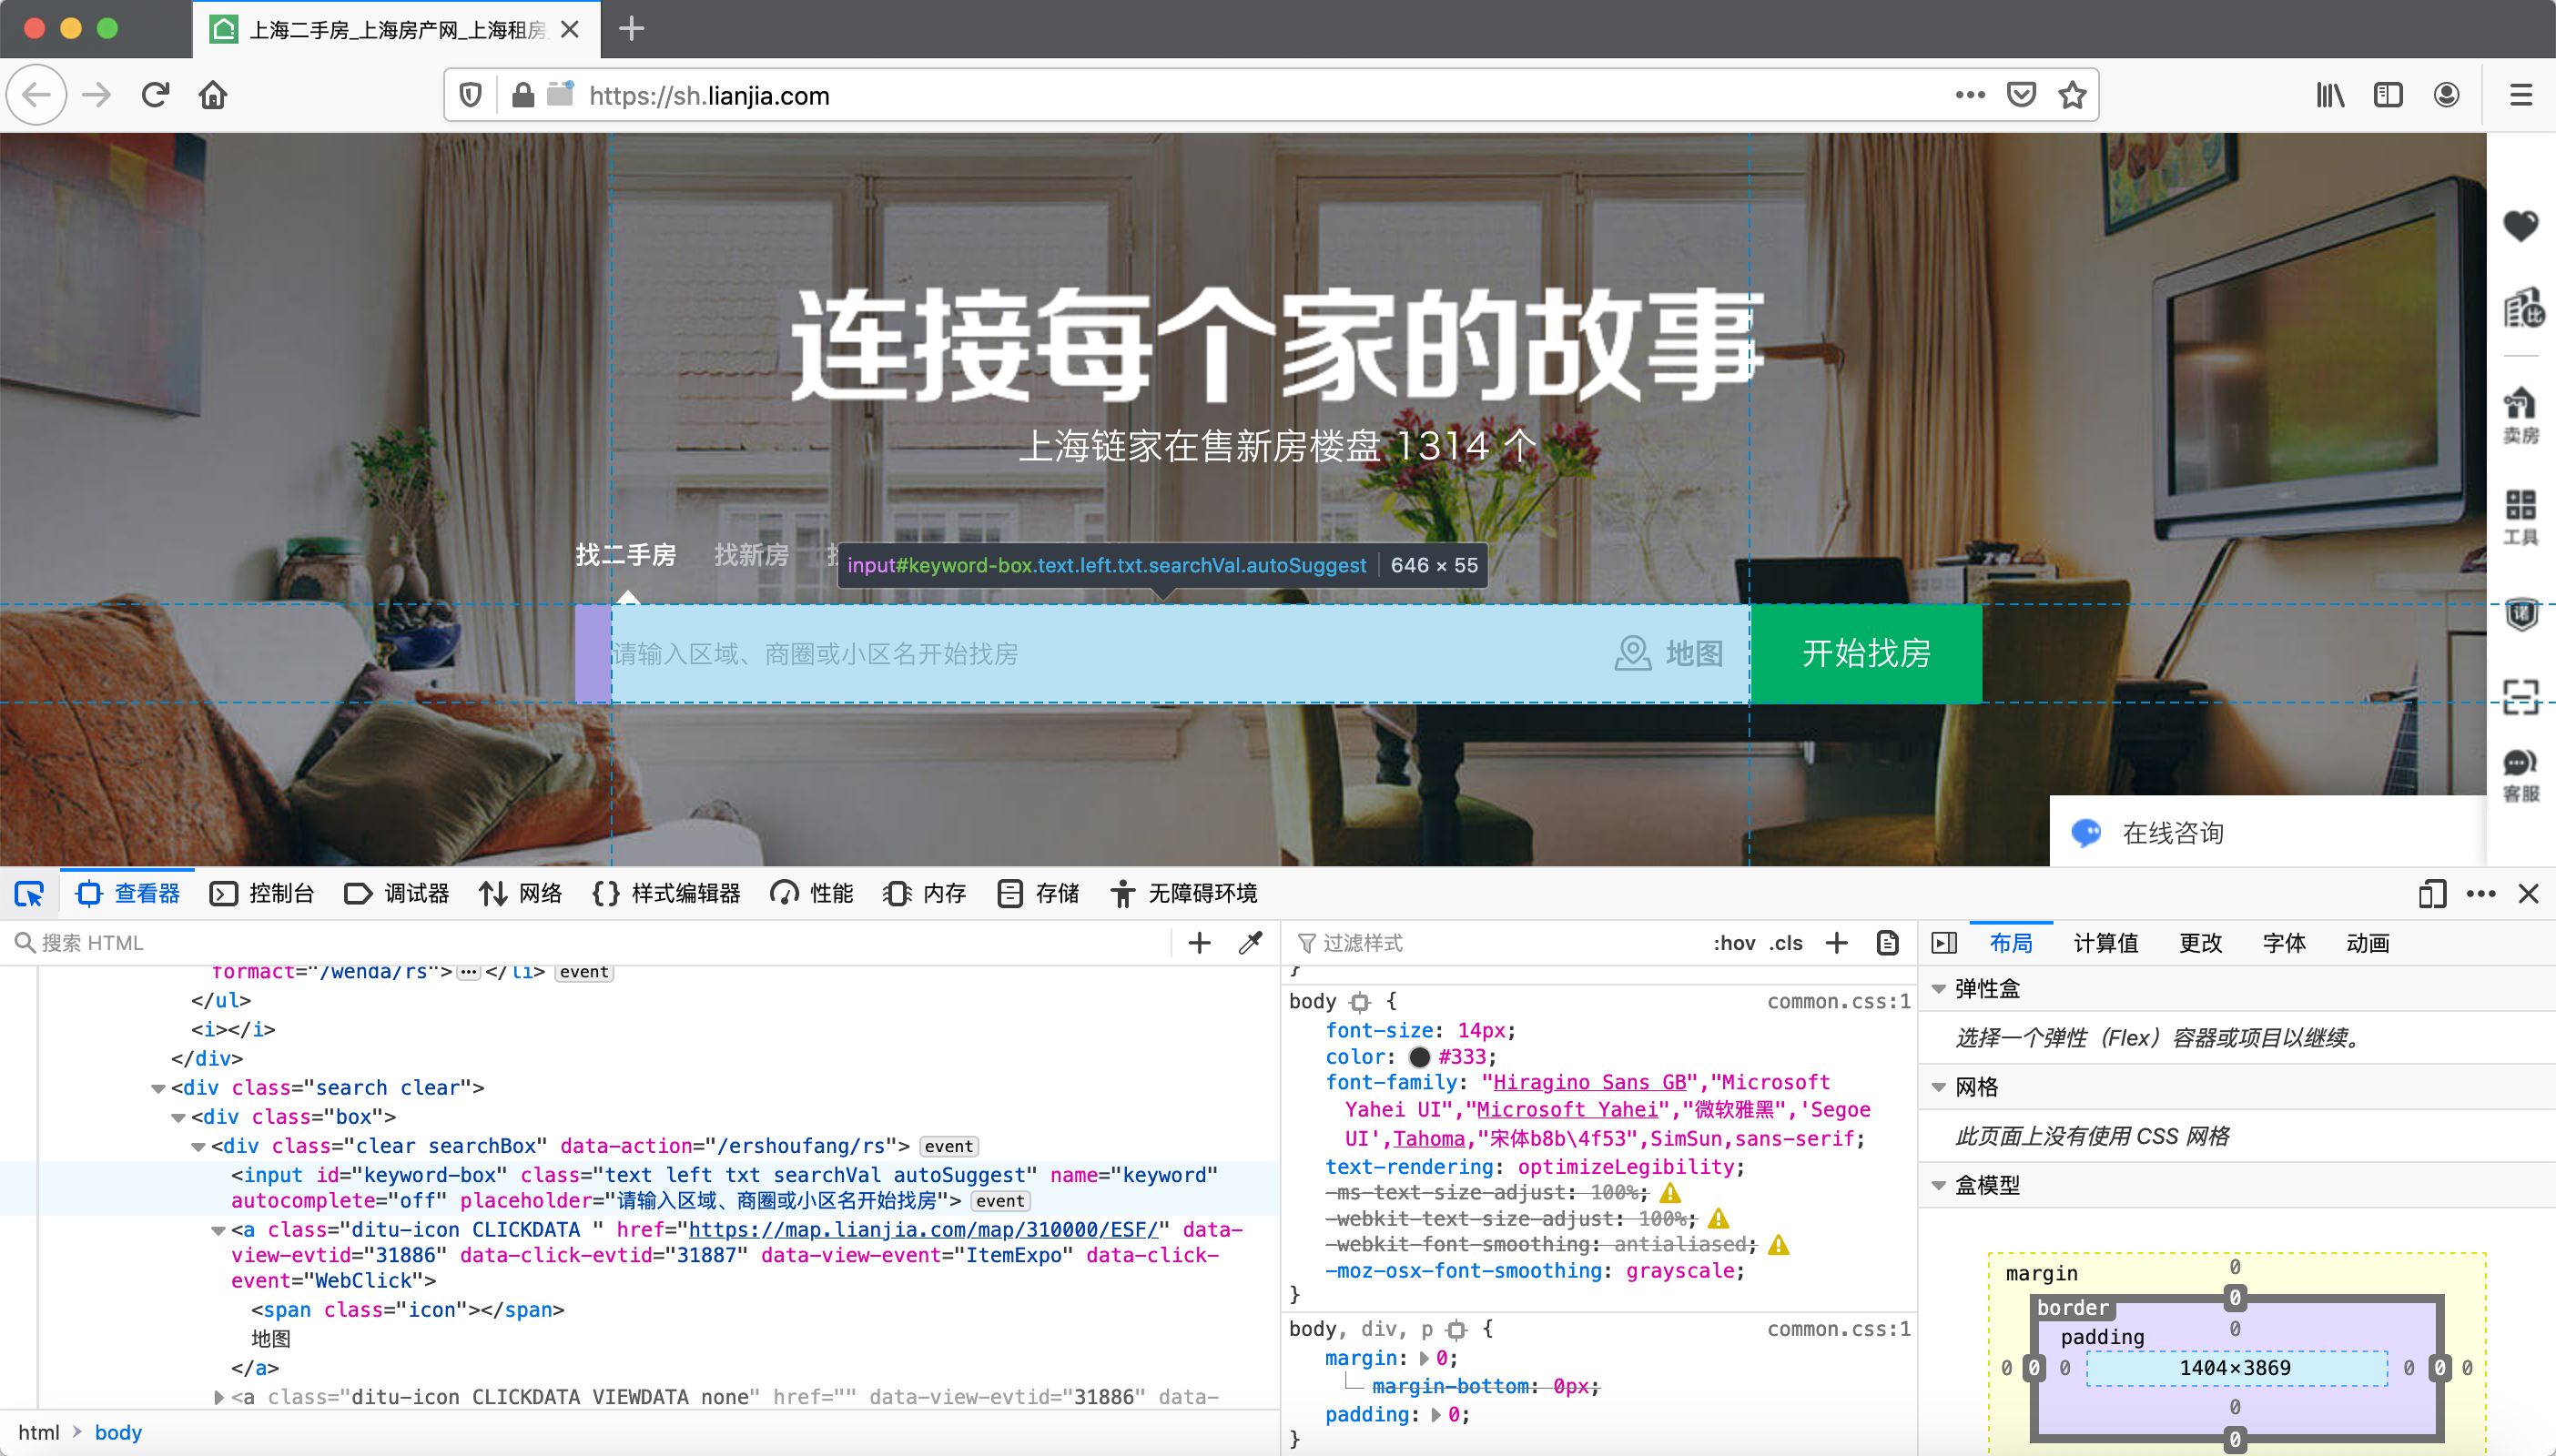 上海二手房_上海房产网_上海租房
https://sh.lianjia.com
连接每个家的故事
上海链家在售新房楼盘 1314 个
找二手房 找新房
input#keyword-box.text.left.txt.searchVal.autoSuggest 646 × 55
请输入区域、商圈或小区名开始找房 地图 开始找房
比
卖房
工具
诺
客服
在线咨询
查看器 控制台 调试器 网络 样式编辑器 性能 内存 存储 无障碍环境
搜索 HTML
formact="/wenda/rs">⋯</li> event
</ul>
<i></i>
</div>
<div class="search clear">
<div class="box">
<div class="clear searchBox" data-action="/ershoufang/rs"> event
<input id="keyword-box" class="text left txt searchVal autoSuggest" name="keyword"
autocomplete="off" placeholder="请输入区域、商圈或小区名开始找房"> event
<a class="ditu-icon CLICKDATA " href="https://map.lianjia.com/map/310000/ESF/" data-
view-evtid="31886" data-click-evtid="31887" data-view-event="ItemExpo" data-click-
event="WebClick">
<span class="icon"></span>
地图
</a>
<a class="ditu-icon CLICKDATA VIEWDATA none" href="" data-view-evtid="31886" data-
html > body
过滤样式 :hov .cls
}
body {
common.css:1
font-size: 14px;
color: #333;
font-family: "Hiragino Sans GB","Microsoft
Yahei UI","Microsoft Yahei","微软雅黑",'Segoe
UI',Tahoma,"宋体b8b\4f53",SimSun,sans-serif;
text-rendering: optimizeLegibility;
-ms-text-size-adjust: 100%;
-webkit-text-size-adjust: 100%;
-webkit-font-smoothing: antialiased;
-moz-osx-font-smoothing: grayscale;
}
body, div, p {
common.css:1
margin: 0;
margin-bottom: 0px;
padding: 0;
}
布局 计算值 更改 字体 动画
弹性盒
选择一个弹性（Flex）容器或项目以继续。
网格
此页面上没有使用 CSS 网格
盒模型
margin 0
border 0
padding 0
0 0 0 1404×3869 0 0 0
0
0